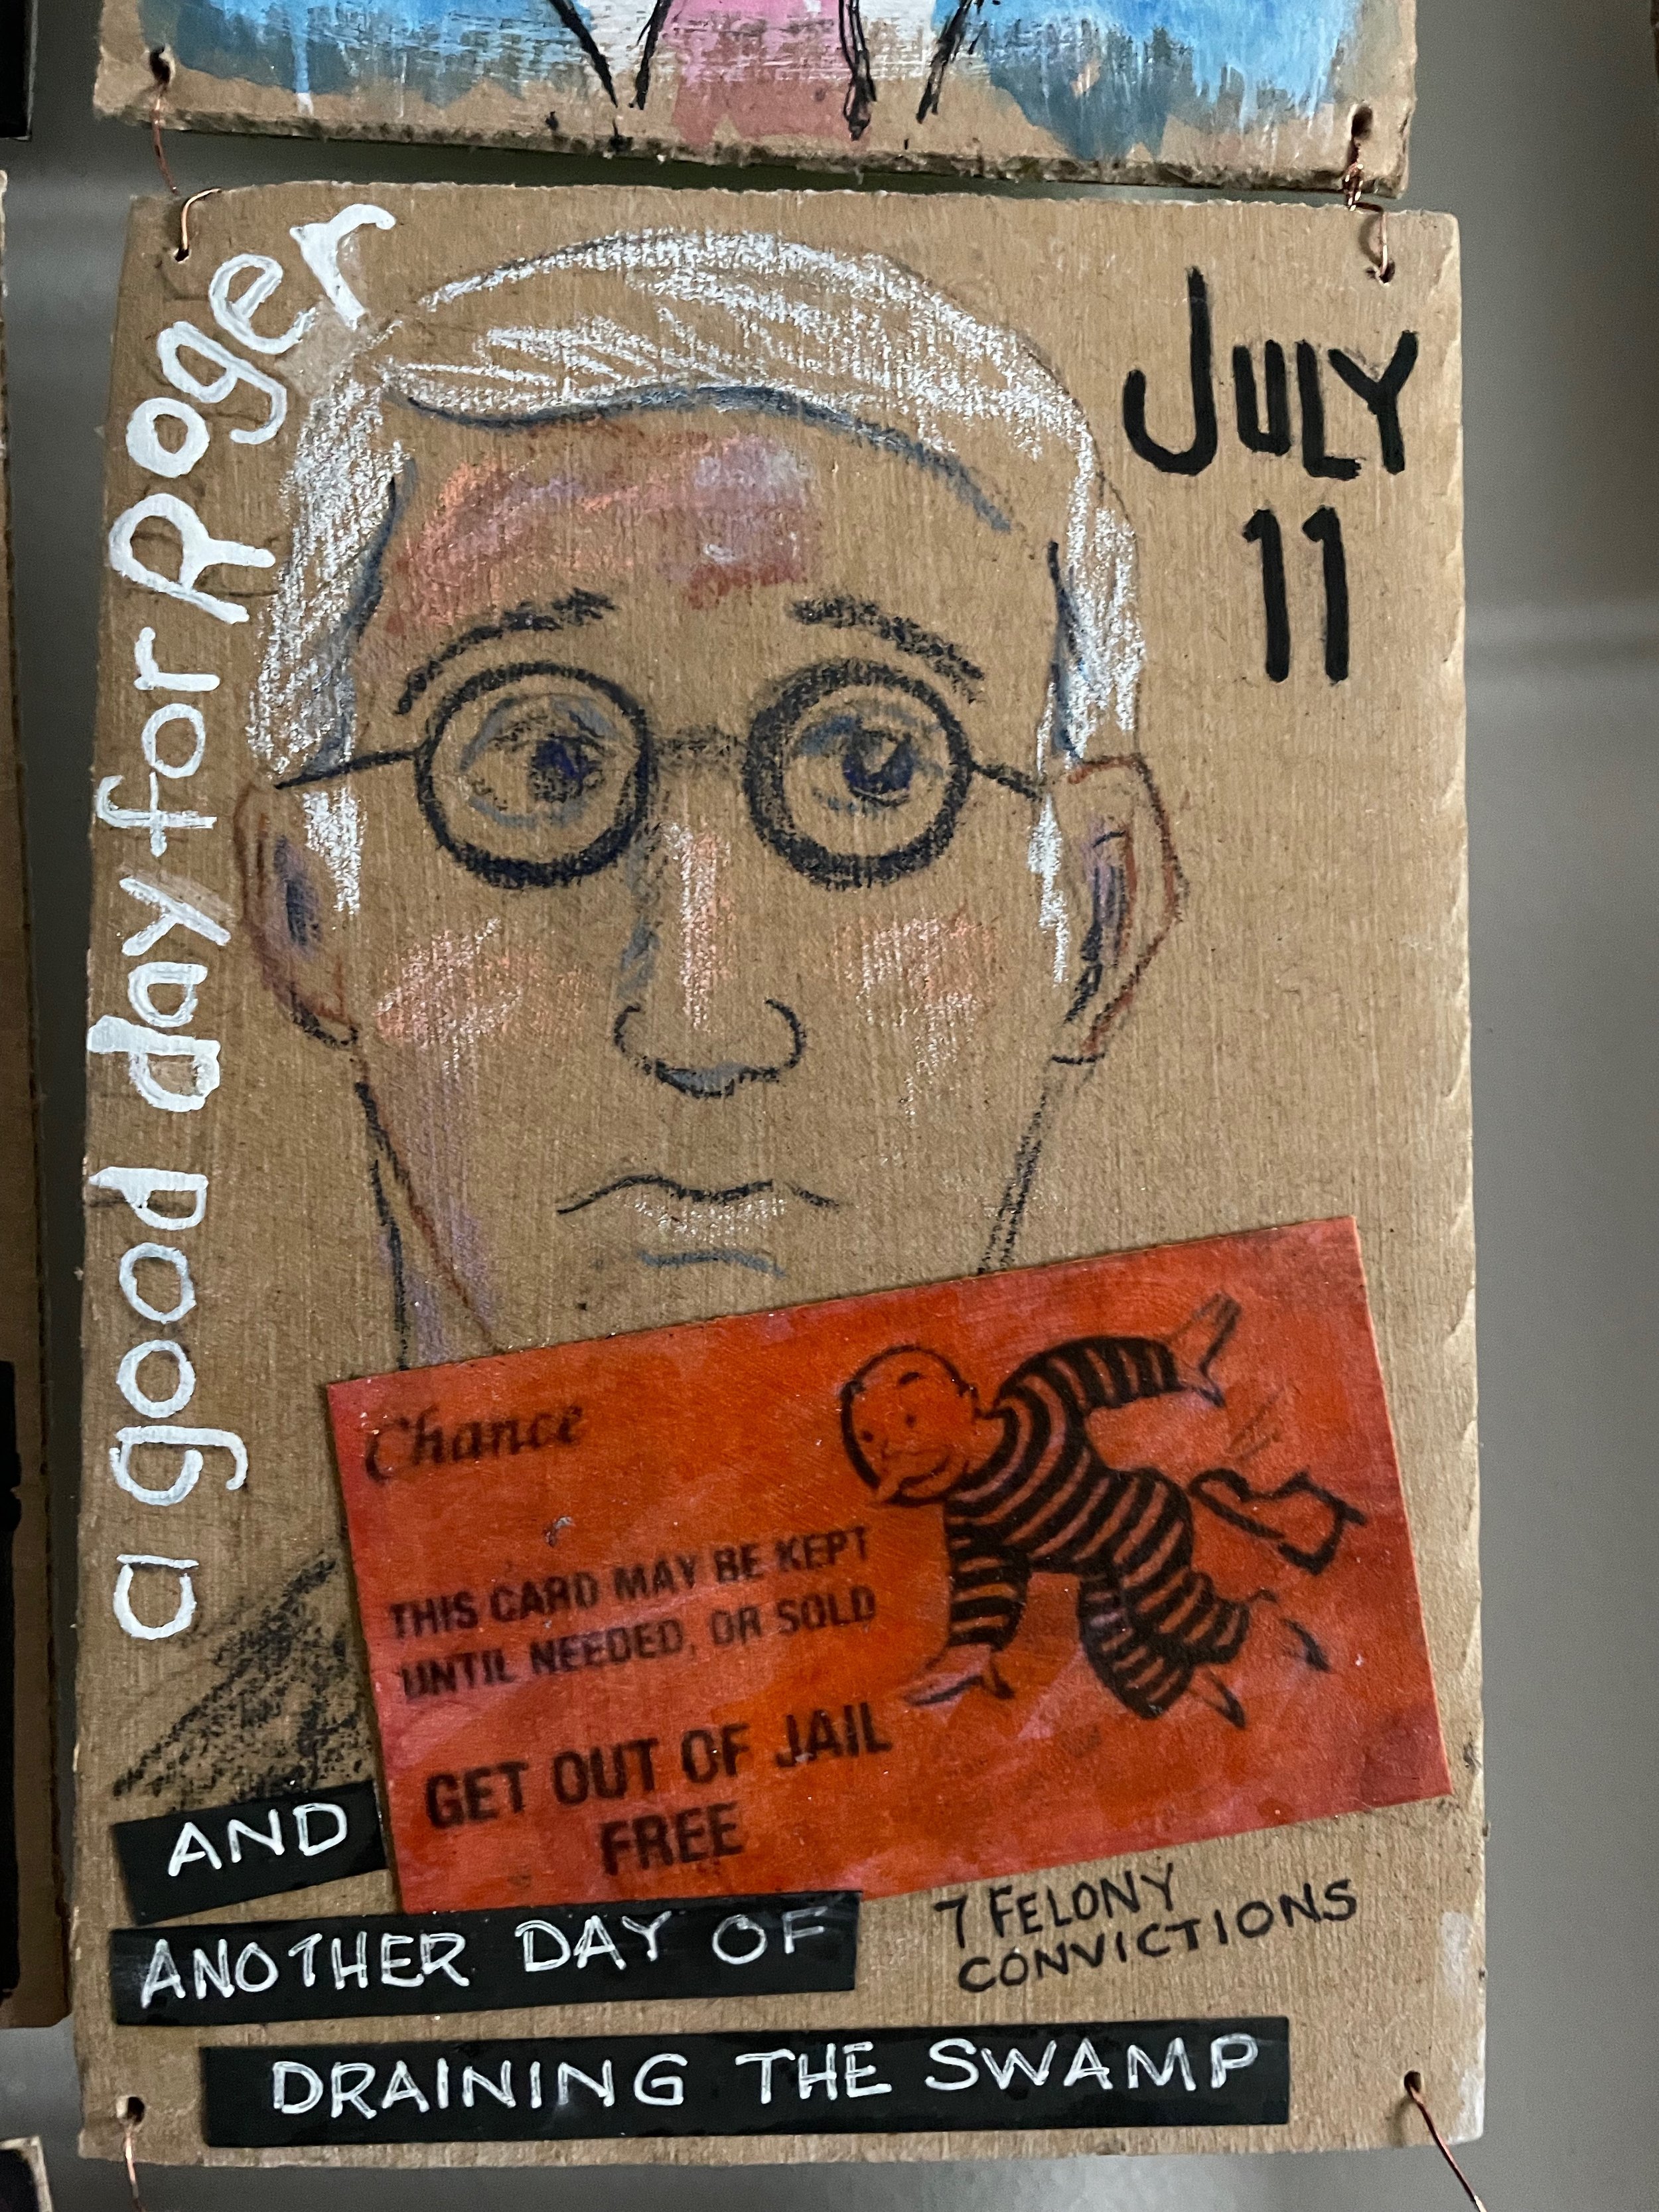 a good day for Roger
JULY
11
Chance
THIS CARD MAY BE KEPT
UNTIL NEEDED, OR SOLD
GET OUT OF JAIL
FREE
AND
ANOTHER DAY OF
7 FELONY
CONVICTIONS
DRAINING THE SWAMP